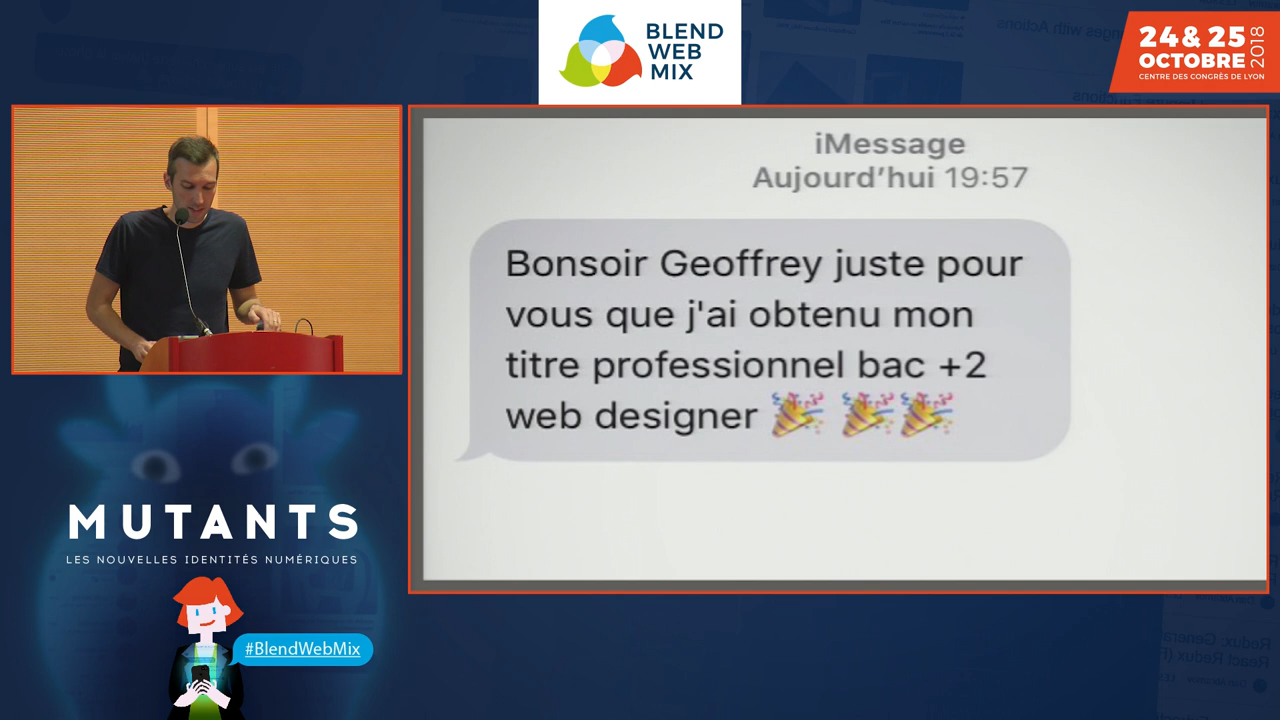 BLEND
WEB
MIX
24 & 25
OCTOBRE
2018
CENTRE DES CONGRÈS DE LYON
iMessage
Aujourd'hui 19:57
Bonsoir Geoffrey juste pour
vous que j'ai obtenu mon
titre professionnel bac +2
web designer 🎉 🎉🎉
MUTANTS
LES NOUVELLES IDENTITÉS NUMÉRIQUES
#BlendWebMix